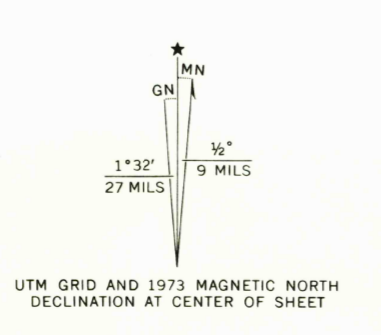 ★
MN
GN
1°32'
27 MILS
½°
9 MILS
UTM GRID AND 1973 MAGNETIC NORTH
DECLINATION AT CENTER OF SHEET